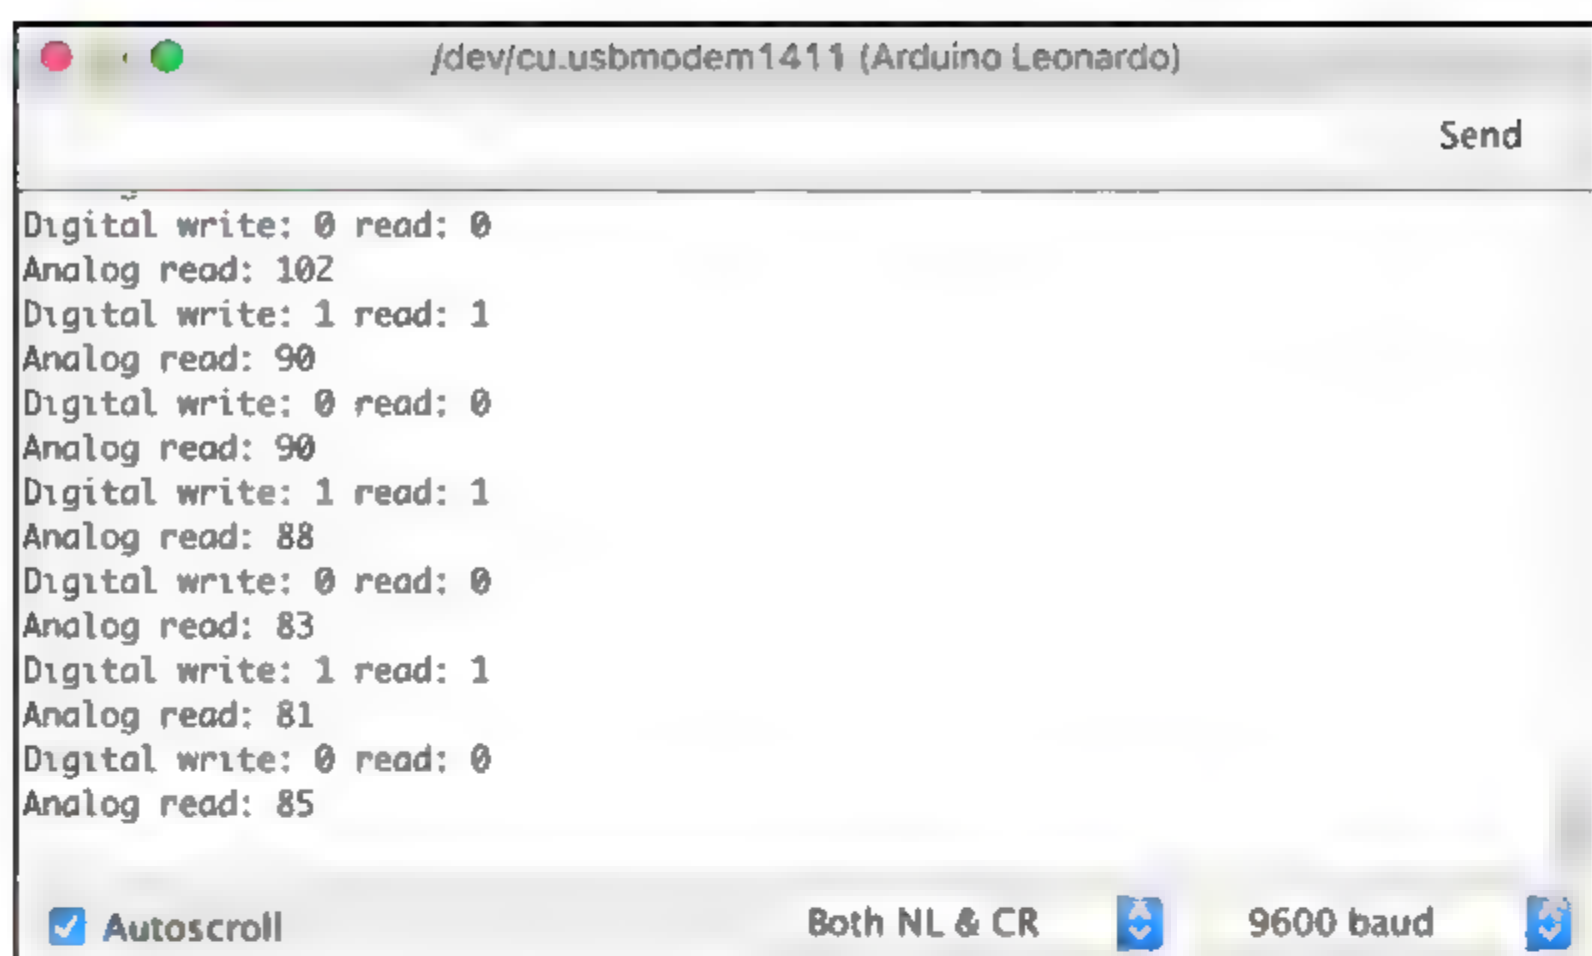 /dev/cu.usbmodem1411 (Arduino Leonardo)
Send
Digital write: 0 read: 0
Analog read: 102
Digital write: 1 read: 1
Analog read: 90
Digital write: 0 read: 0
Analog read: 90
Digital write: 1 read: 1
Analog read: 88
Digital write: 0 read: 0
Analog read: 83
Digital write: 1 read: 1
Analog read: 81
Digital write: 0 read: 0
Analog read: 85
Autoscroll Both NL & CR 9600 baud